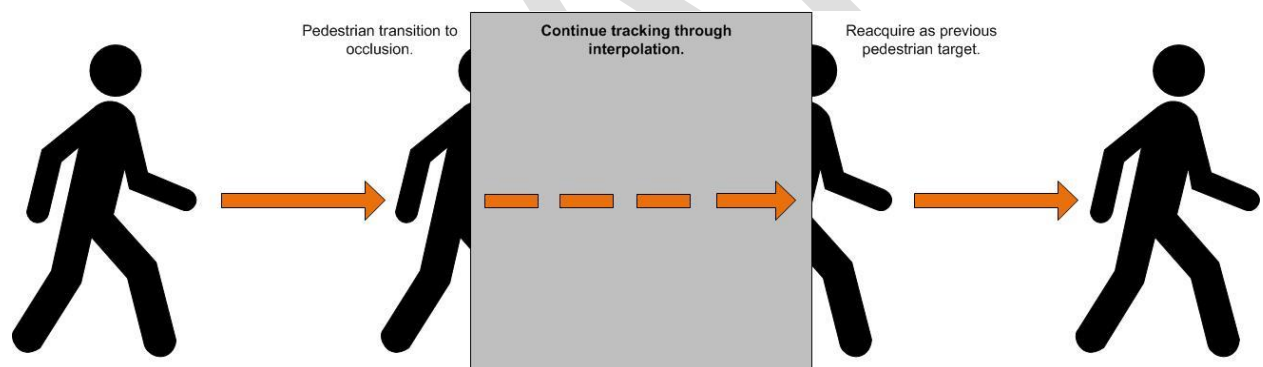 Pedestrian transition to
occlusion.
Continue tracking through
interpolation.
Reacquire as previous
pedestrian target.